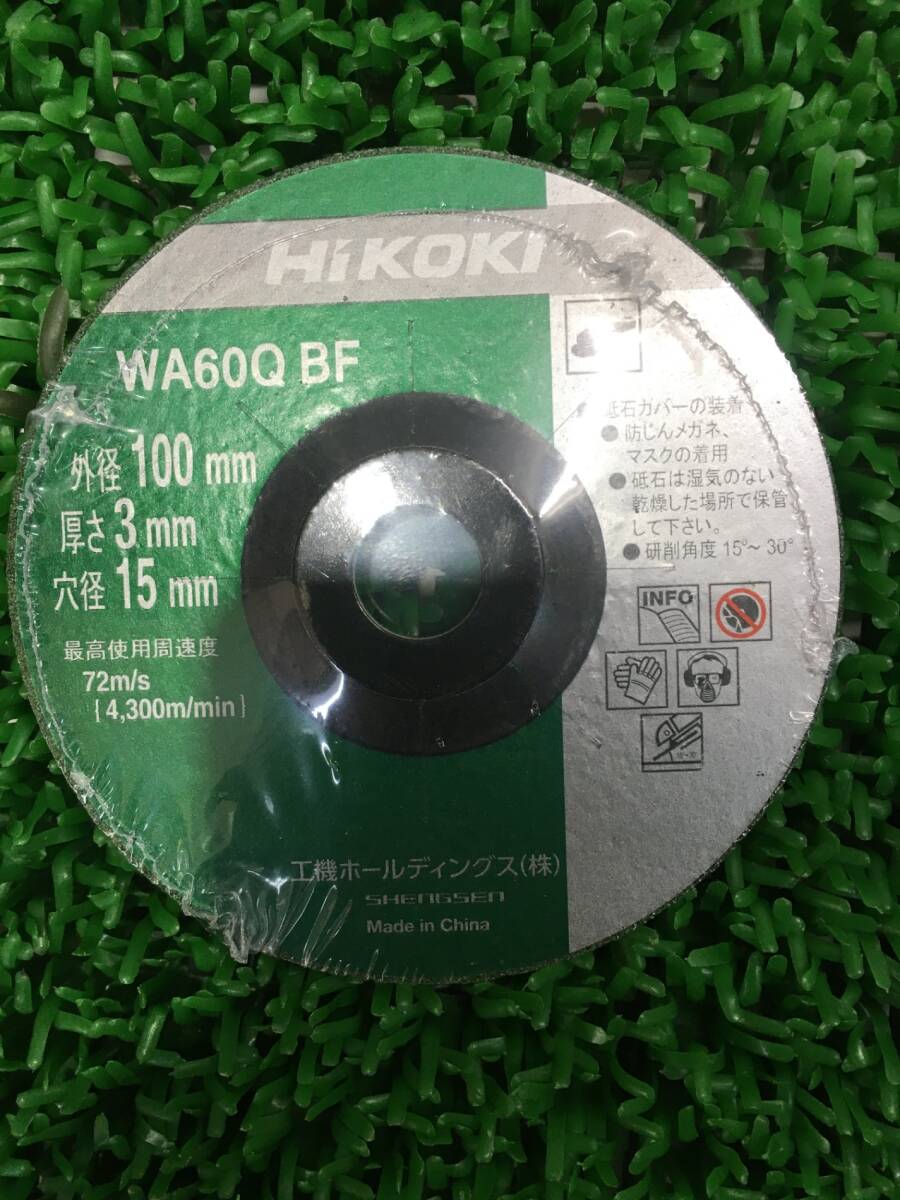 HiKOKI
WA60Q BF
外径 100 mm
厚さ 3 mm
穴径 15 mm
最高使用周速度
72m/s
{4,300m/min}
砥石カバーの装着
● 防じんメガネ、
マスクの着用
● 砥石は湿気のない
乾燥した場所で保管
して下さい。
● 研削角度 15°~ 30°
INFO
工機ホールディングス(株)
SHENGSEN
Made in China